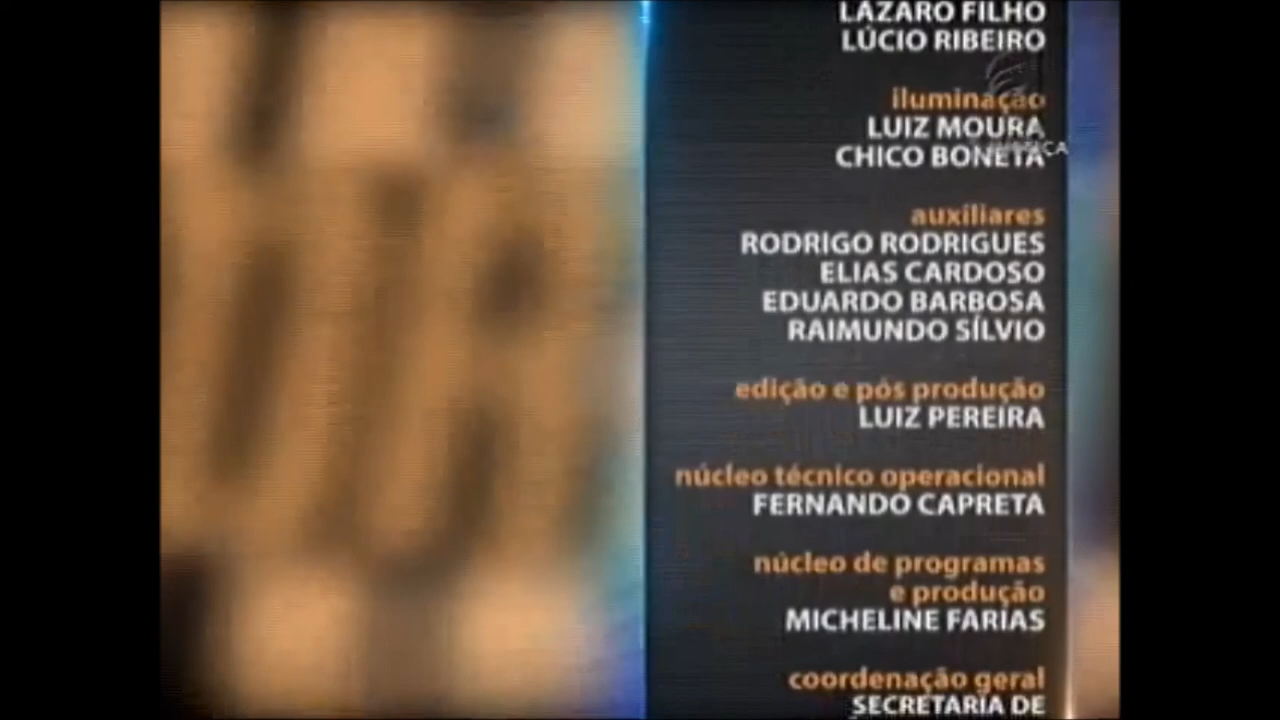 LÁZARO FILHO
LÚCIO RIBEIRO
iluminação
LUIZ MOURA
CHICO BONETA
auxiliares
RODRIGO RODRIGUES
ELIAS CARDOSO
EDUARDO BARBOSA
RAIMUNDO SÍLVIO
edição e pós produção
LUIZ PEREIRA
núcleo técnico operacional
FERNANDO CAPRETA
núcleo de programas
e produção
MICHELINE FARIAS
coordenação geral
SECRETARIA DE